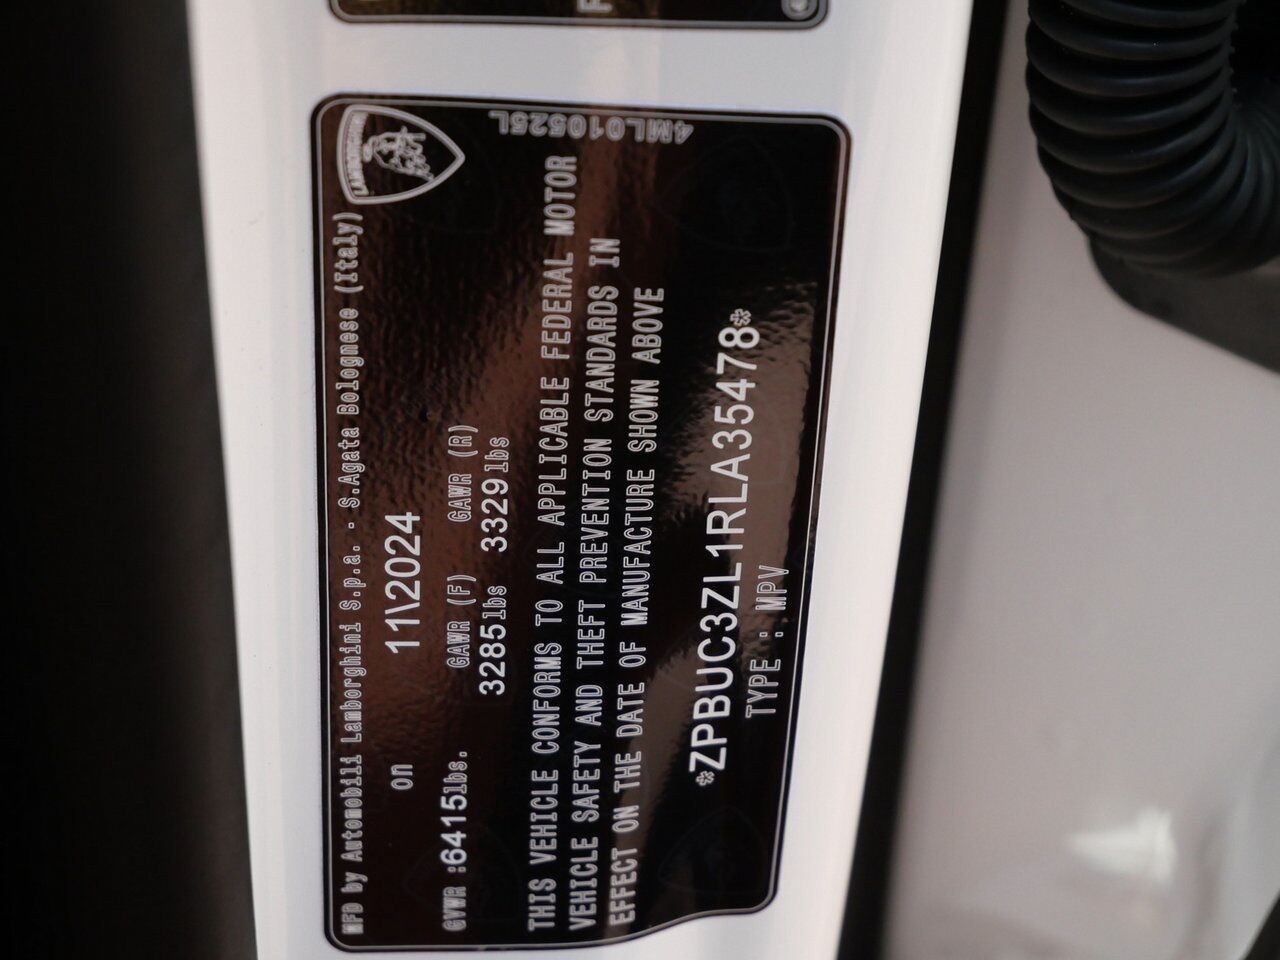 LAMBORGHINI
MFD by Automobili Lamborghini S.p.a. - S.Agata Bolognese (Italy)
on 11\2024
GVWR :6415lbs. GAWR (F) GAWR (R)
3285lbs 3329lbs
THIS VEHICLE CONFORMS TO ALL APPLICABLE FEDERAL MOTOR
VEHICLE SAFETY AND THEFT PREVENTION STANDARDS IN
EFFECT ON THE DATE OF MANUFACTURE SHOWN ABOVE
*ZPBUC3ZL1RLA35478*
TYPE : MPV
4ML010525L